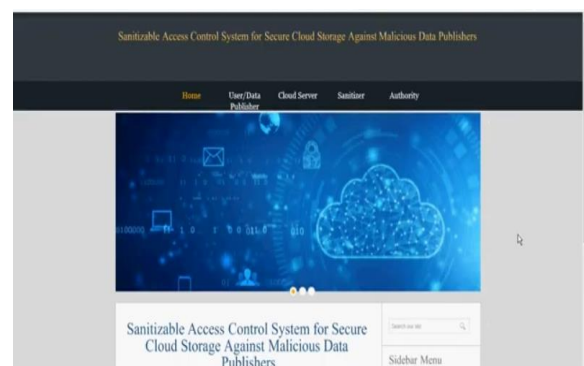 Sanitizable Access Control System for Secure Cloud Storage Against Malicious Data Publishers
Home User/Data Publisher Cloud Server Sanitizer Authority
Sanitizable Access Control System for Secure
Cloud Storage Against Malicious Data
Publishers
Sidebar Menu